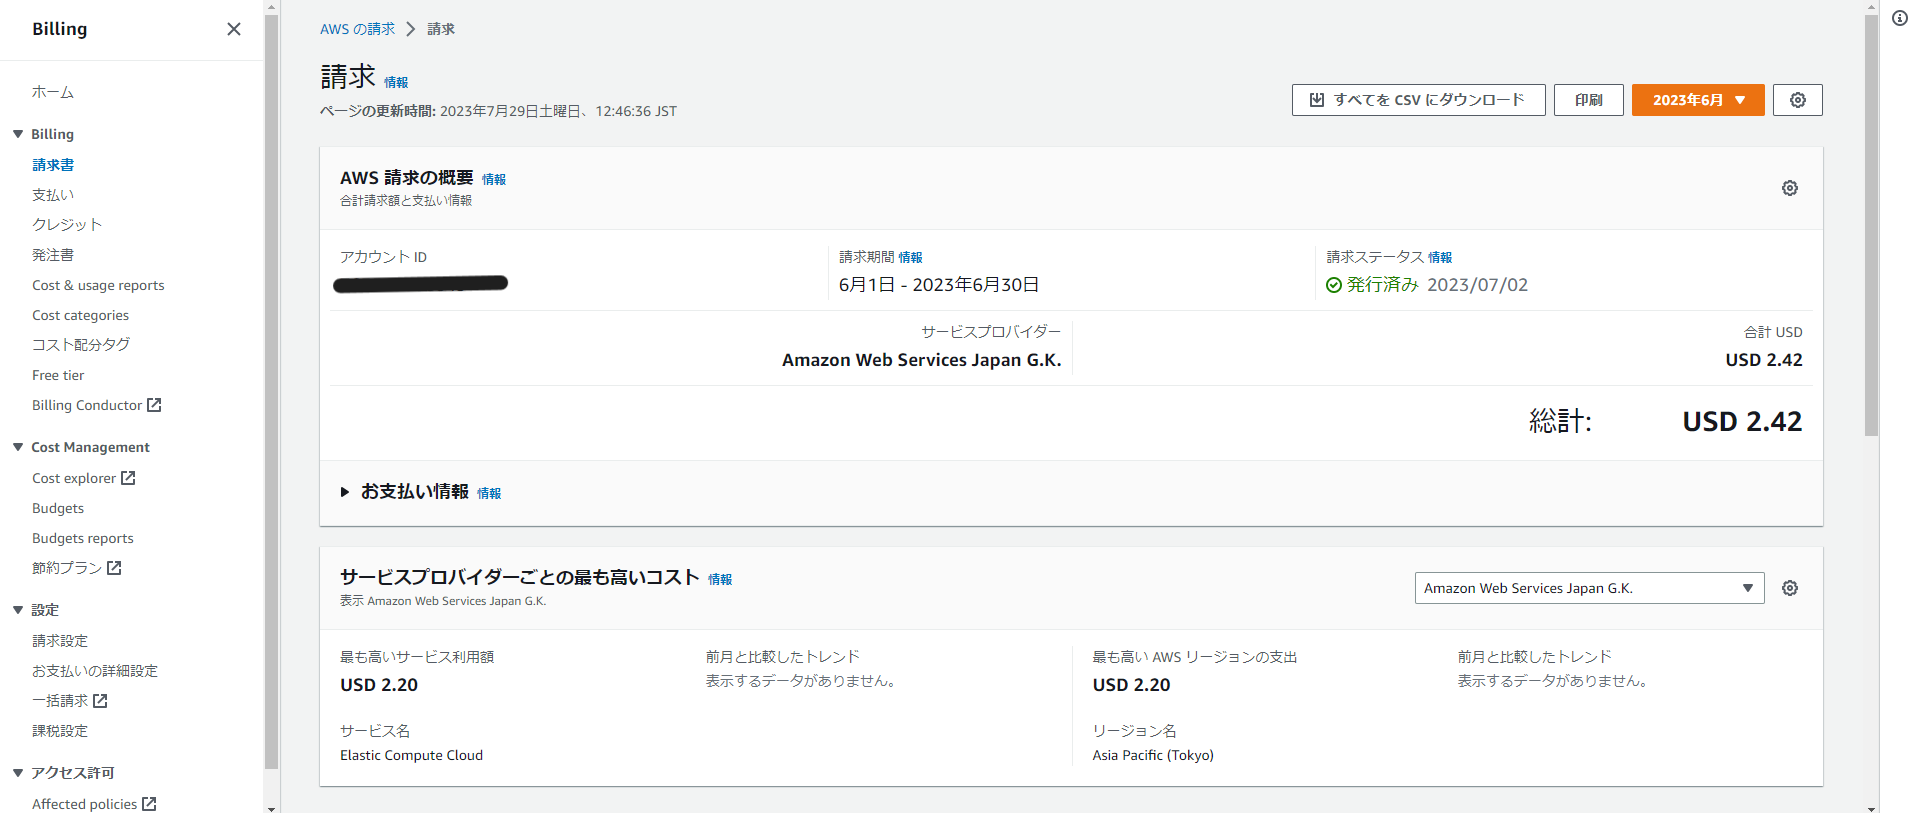 Billing
ホーム
Billing
請求書
支払い
クレジット
発注書
Cost & usage reports
Cost categories
コスト配分タグ
Free tier
Billing Conductor
Cost Management
Cost explorer
Budgets
Budgets reports
節約プラン
設定
請求設定
お支払いの詳細設定
一括請求
課税設定
アクセス許可
Affected policies
AWS の請求 請求
請求 情報
ページの更新時間: 2023年7月29日土曜日、12:46:36 JST
すべてを CSV にダウンロード 印刷 2023年6月
AWS 請求の概要 情報
合計請求額と支払い情報
アカウント ID
請求期間 情報
6月1日 - 2023年6月30日
請求ステータス 情報
発行済み 2023/07/02
サービスプロバイダー
Amazon Web Services Japan G.K.
合計 USD
USD 2.42
総計: USD 2.42
お支払い情報 情報
サービスプロバイダーごとの最も高いコスト 情報
表示 Amazon Web Services Japan G.K.
Amazon Web Services Japan G.K.
最も高いサービス利用額
USD 2.20
前月と比較したトレンド
表示するデータがありません。
サービス名
Elastic Compute Cloud
最も高い AWS リージョンの支出
USD 2.20
前月と比較したトレンド
表示するデータがありません。
リージョン名
Asia Pacific (Tokyo)